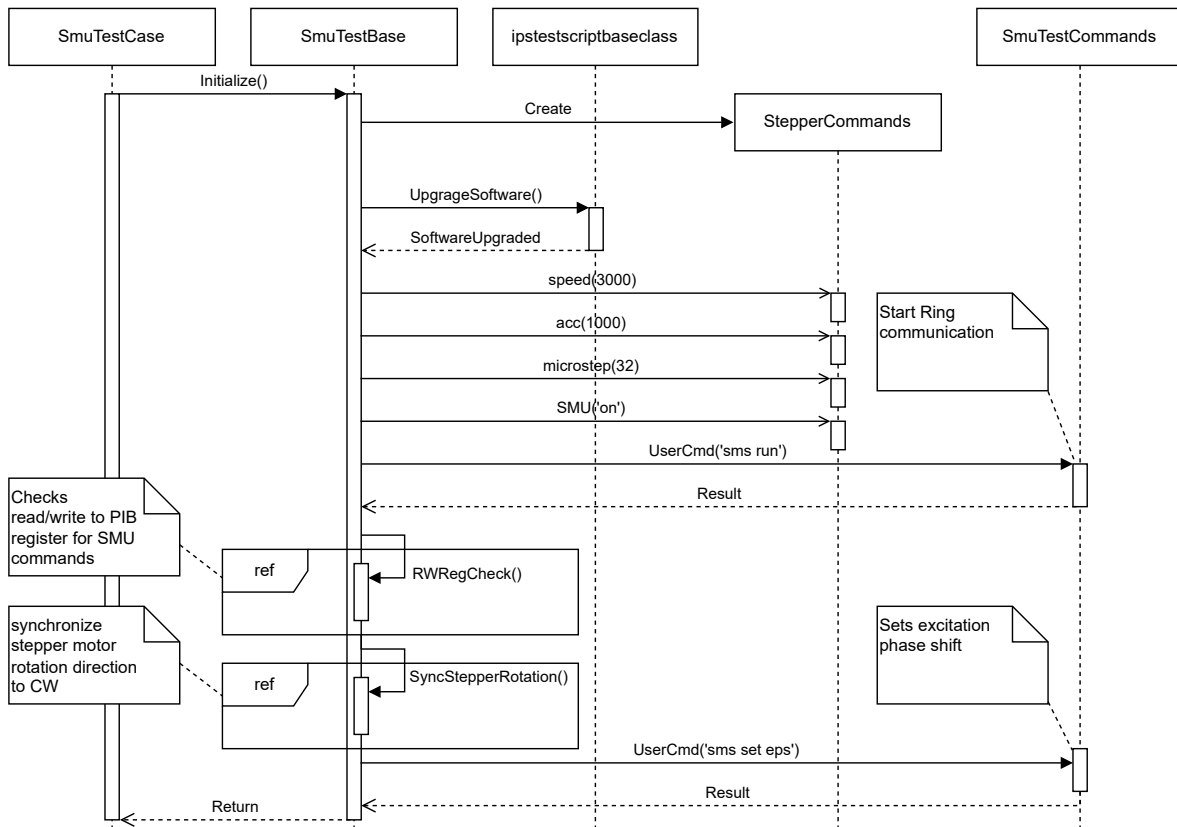 SmuTestCase
SmuTestBase
ipstestscriptbaseclass
SmuTestCommands
Initialize()
Create
StepperCommands
UpgrageSoftware()
SoftwareUpgraded
speed(3000)
Start Ring
communication
acc(1000)
microstep(32)
SMU('on')
UserCmd('sms run')
Result
Checks
read/write to PIB
register for SMU
commands
ref
RWRegCheck()
synchronize
stepper motor
rotation direction
to CW
ref
SyncStepperRotation()
Sets excitation
phase shift
UserCmd('sms set eps')
Result
Return